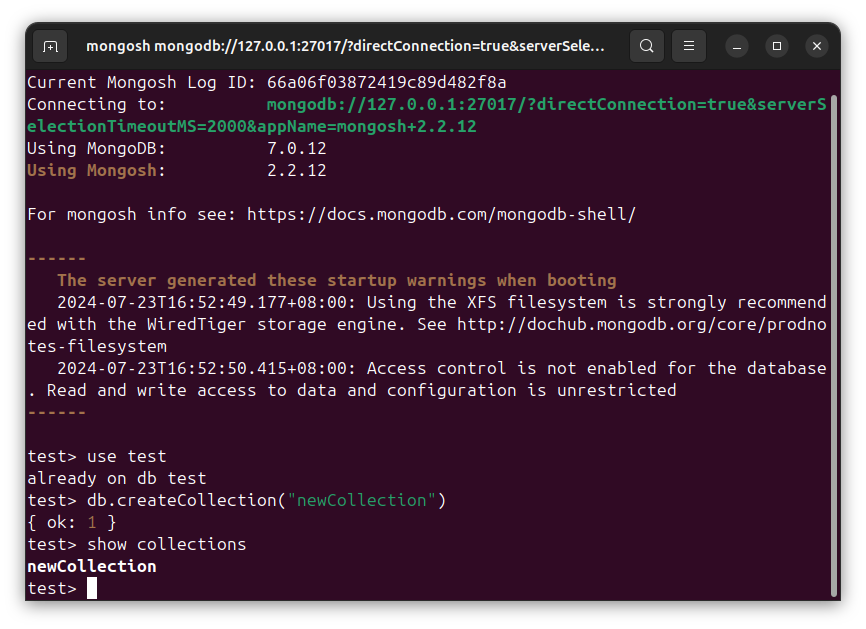 mongosh mongodb://127.0.0.1:27017/?directConnection=true&serverSele...
Current Mongosh Log ID: 66a06f03872419c89d482f8a
Connecting to: mongodb://127.0.0.1:27017/?directConnection=true&serverS
electionTimeoutMS=2000&appName=mongosh+2.2.12
Using MongoDB: 7.0.12
Using Mongosh: 2.2.12
For mongosh info see: https://docs.mongodb.com/mongodb-shell/
------
The server generated these startup warnings when booting
2024-07-23T16:52:49.177+08:00: Using the XFS filesystem is strongly recommend
ed with the WiredTiger storage engine. See http://dochub.mongodb.org/core/prodno
tes-filesystem
2024-07-23T16:52:50.415+08:00: Access control is not enabled for the database
. Read and write access to data and configuration is unrestricted
------
test> use test
already on db test
test> db.createCollection("newCollection")
{ ok: 1 }
test> show collections
newCollection
test>